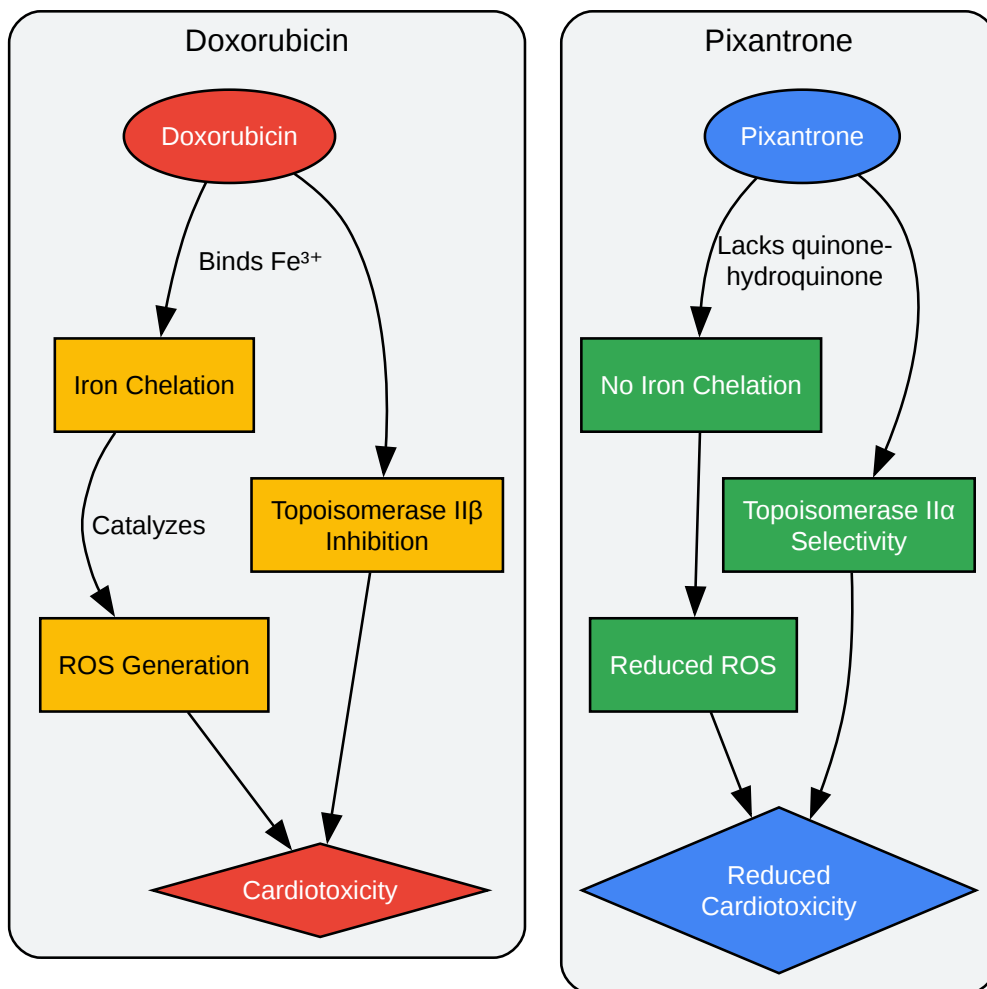 Doxorubicin
Doxorubicin
Binds Fe³⁺
Iron Chelation
Catalyzes
Topoisomerase IIβ
Inhibition
ROS Generation
Cardiotoxicity
Pixantrone
Pixantrone
Lacks quinone-
hydroquinone
No Iron Chelation
Topoisomerase IIα
Selectivity
Reduced ROS
Reduced
Cardiotoxicity